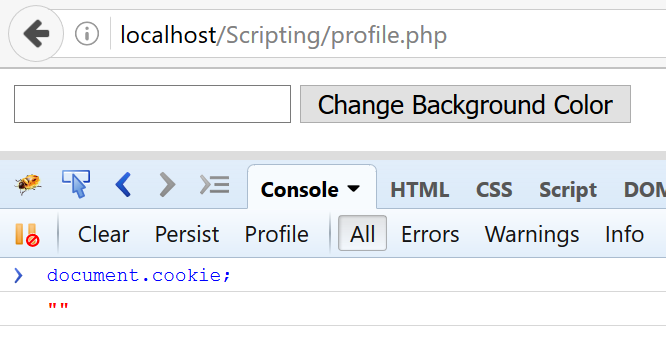 localhost/Scripting/profile.php
Change Background Color
Console HTML CSS Script DOM
Clear Persist Profile All Errors Warnings Info
document.cookie;
""